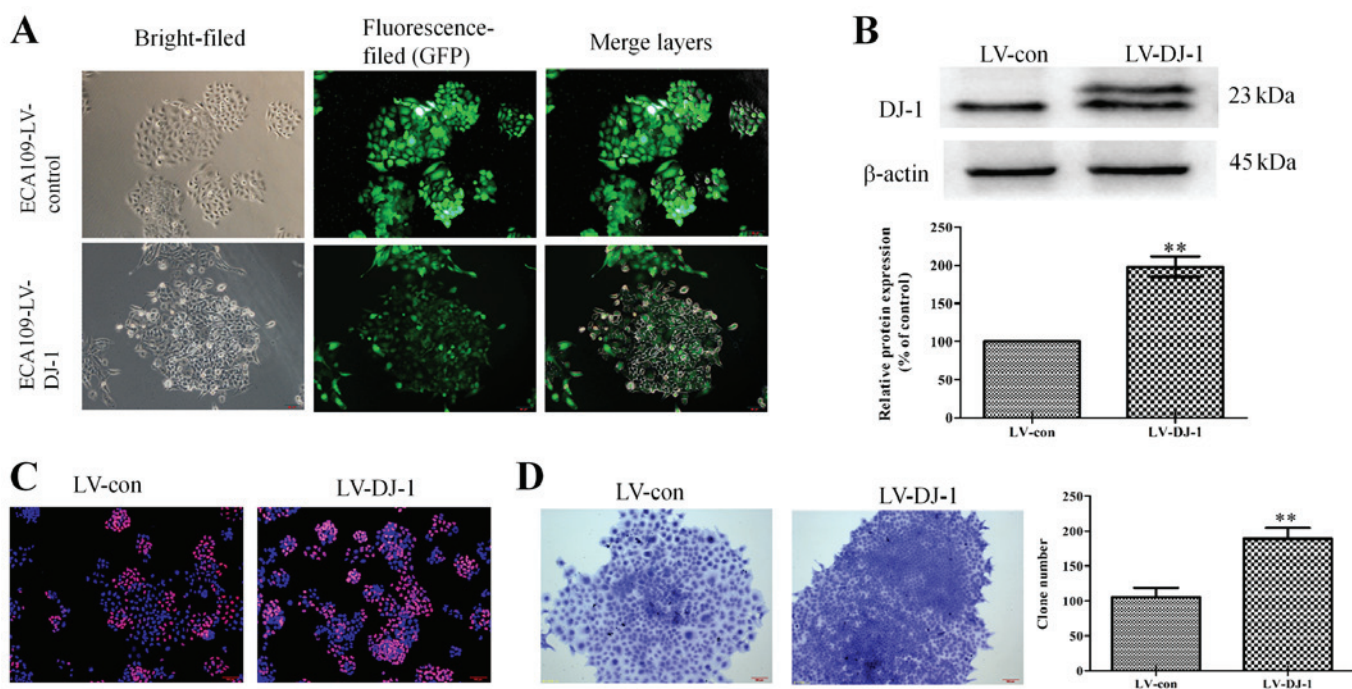 A
Bright-filed
Fluorescence-
filed (GFP)
Merge layers
ECA109-LV-
control
ECA109-LV-
DJ-1
B
LV-con
LV-DJ-1
DJ-1
23 kDa
β-actin
45 kDa
Relative protein expression
(% of control)
250
200
150
100
50
0
**
LV-con
LV-DJ-1
C
LV-con
LV-DJ-1
D
LV-con
LV-DJ-1
Clone number
250
200
150
100
50
0
**
LV-con
LV-DJ-1